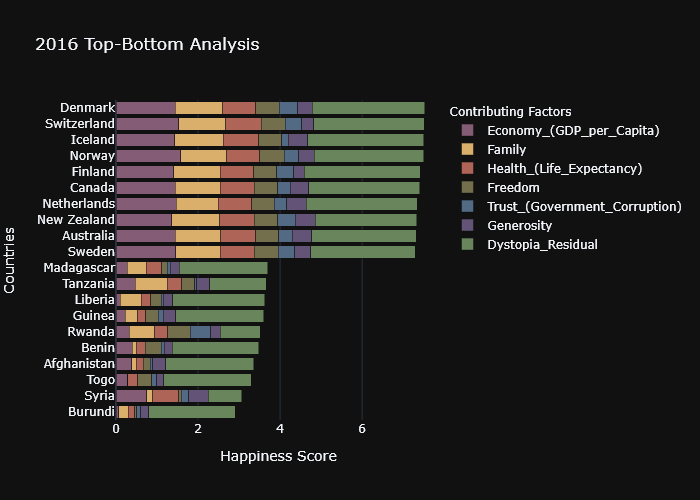 2016 Top-Bottom Analysis
Contributing Factors
Economy_(GDP_per_Capita)
Family
Health_(Life_Expectancy)
Freedom
Trust_(Government_Corruption)
Generosity
Dystopia_Residual
Countries
Denmark
Switzerland
Iceland
Norway
Finland
Canada
Netherlands
New Zealand
Australia
Sweden
Madagascar
Tanzania
Liberia
Guinea
Rwanda
Benin
Afghanistan
Togo
Syria
Burundi
0 2 4 6
Happiness Score